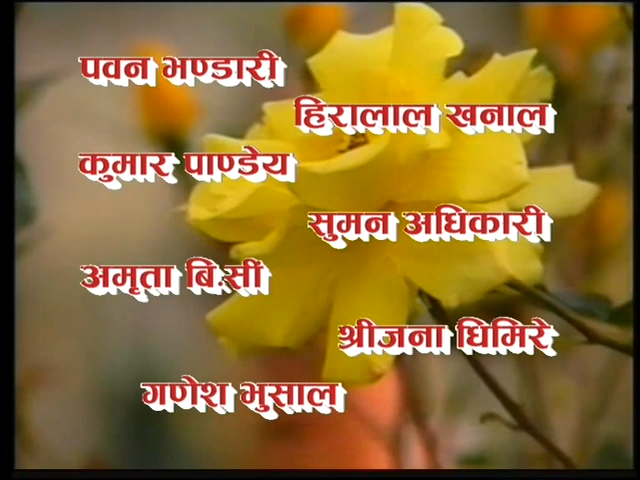 पवन भण्डारी
हिरालाल खनाल
कुमार पाण्डेय
सुमन अधिकारी
अमृता बि.सीं
श्रीजना घिमिरे
गणेश भुसाल